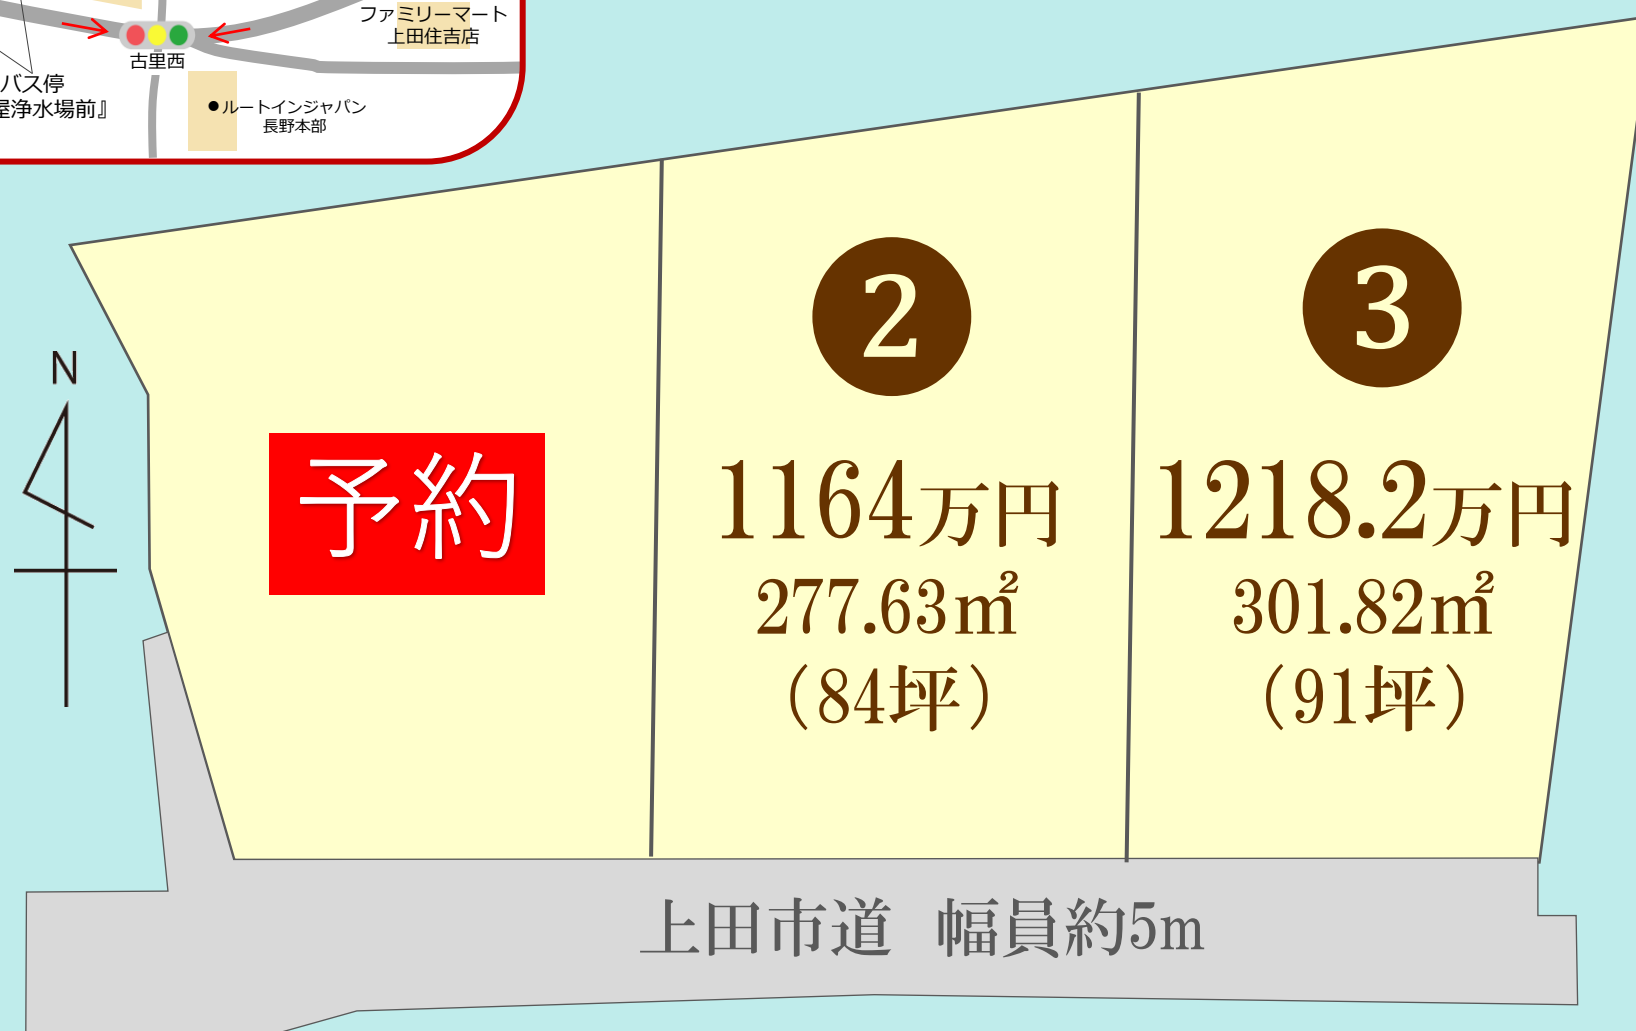 ファミリーマート
上田住吉店
古里西
バス停
屋浄水場前』
●ルートインジャパン
長野本部
N
予約
2
1164万円
277.63㎡
（84坪）
3
1218.2万円
301.82㎡
（91坪）
上田市道 幅員約5m